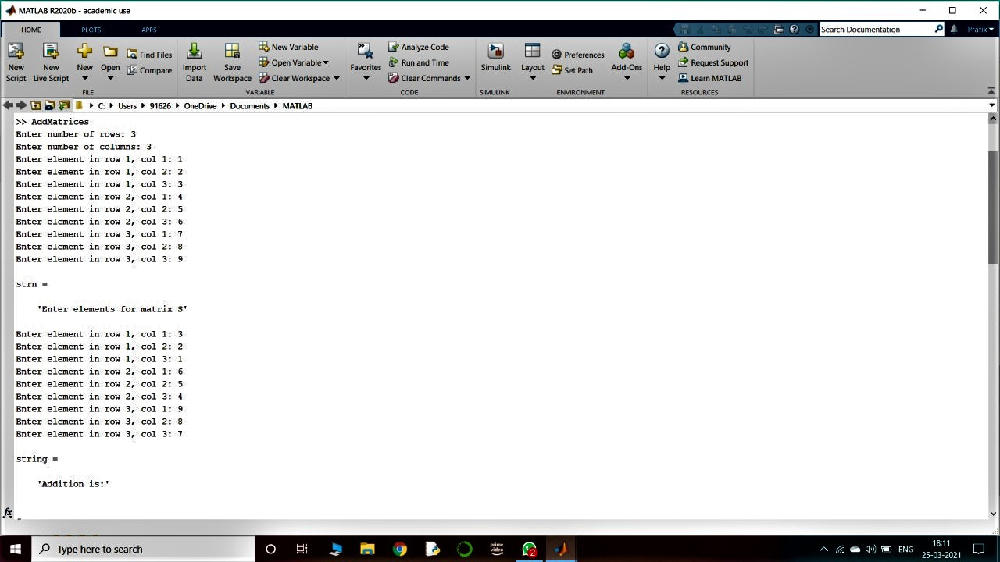 MATLAB R2020b - academic use
HOME PLOTS APPS
Search Documentation
Pratik
New Script
New Live Script
New
Open
Find Files
Compare
Import Data
Save Workspace
New Variable
Open Variable
Clear Workspace
Favorites
Analyze Code
Run and Time
Clear Commands
Simulink
Layout
Preferences
Set Path
Add-Ons
Help
Community
Request Support
Learn MATLAB
FILE VARIABLE CODE SIMULINK ENVIRONMENT RESOURCES
C: Users 91626 OneDrive Documents MATLAB
>> AddMatrices
Enter number of rows: 3
Enter number of columns: 3
Enter element in row 1, col 1: 1
Enter element in row 1, col 2: 2
Enter element in row 1, col 3: 3
Enter element in row 2, col 1: 4
Enter element in row 2, col 2: 5
Enter element in row 2, col 3: 6
Enter element in row 3, col 1: 7
Enter element in row 3, col 2: 8
Enter element in row 3, col 3: 9
strn =
'Enter elements for matrix S'
Enter element in row 1, col 1: 3
Enter element in row 1, col 2: 2
Enter element in row 1, col 3: 1
Enter element in row 2, col 1: 6
Enter element in row 2, col 2: 5
Enter element in row 2, col 3: 4
Enter element in row 3, col 1: 9
Enter element in row 3, col 2: 8
Enter element in row 3, col 3: 7
string =
'Addition is:'
fx
Type here to search
prime video
2
ENG
18:11
25-03-2021